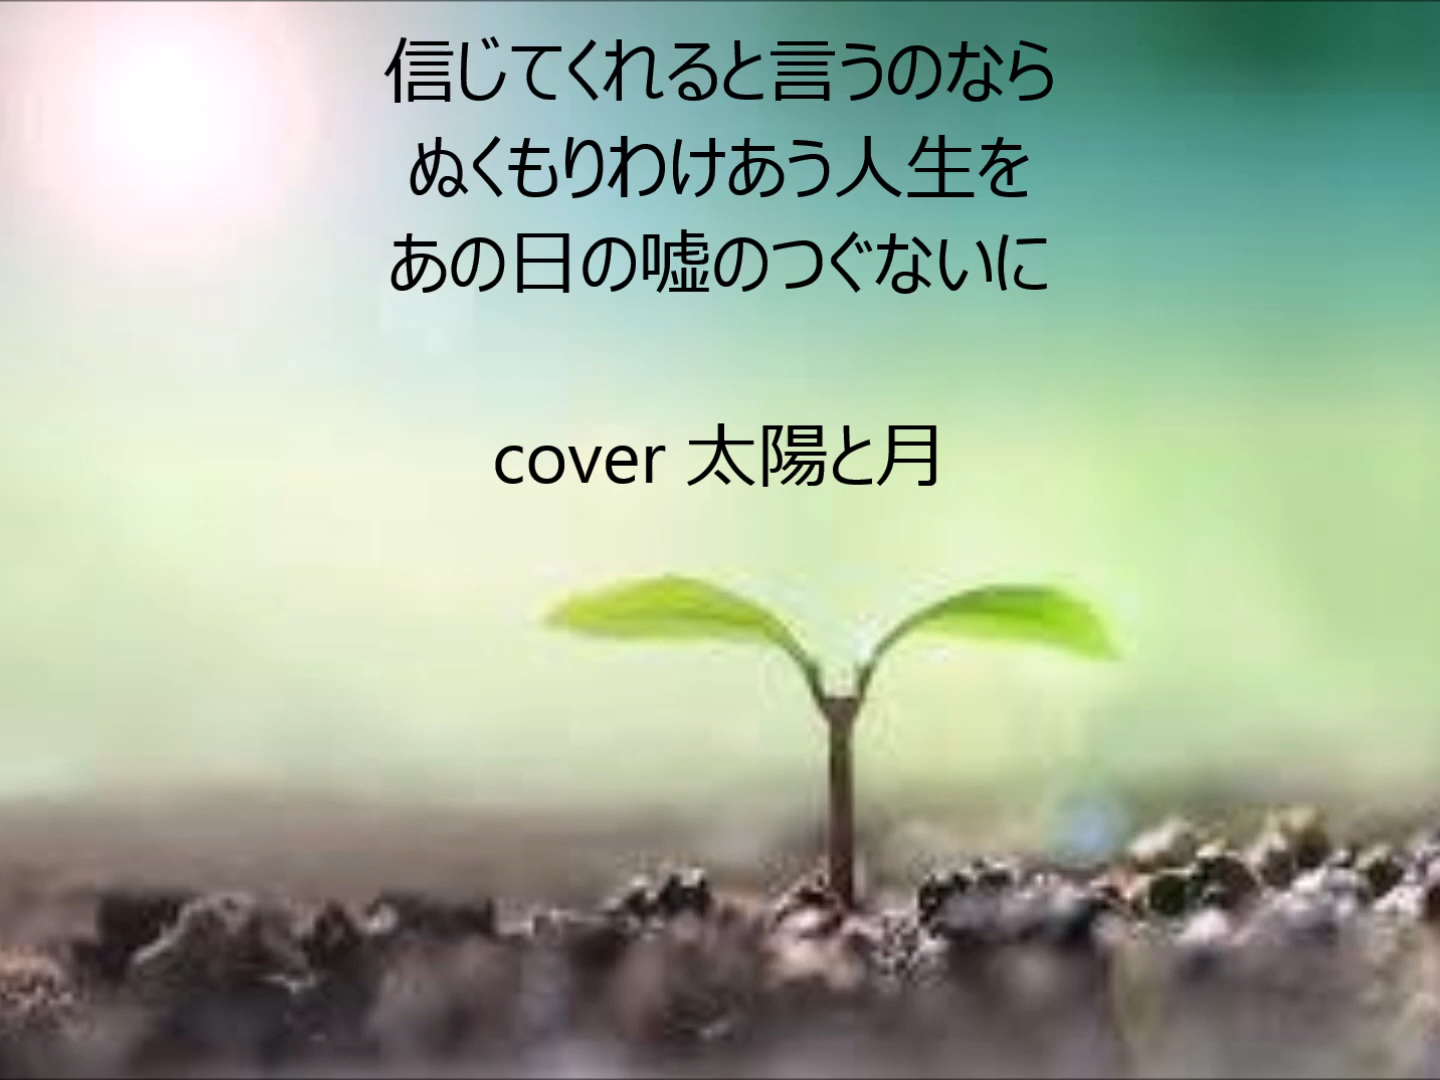 信じてくれると言うのなら
ぬくもりわけあう人生を
あの日の嘘のつぐないに
cover 太陽と月